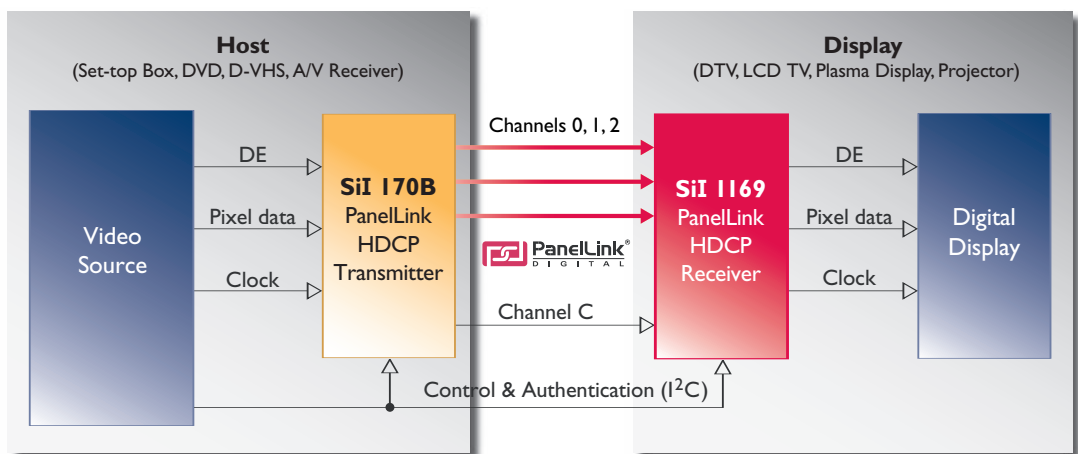 Host
(Set-top Box, DVD, D-VHS, A/V Receiver)
Display
(DTV, LCD TV, Plasma Display, Projector)
Channels 0, 1, 2
DE
Pixel data
Clock
Video
Source
SiI 170B
PanelLink
HDCP
Transmitter
PanelLink®
DIGITAL
Channel C
SiI 1169
PanelLink
HDCP
Receiver
DE
Pixel data
Clock
Digital
Display
Control & Authentication (I²C)